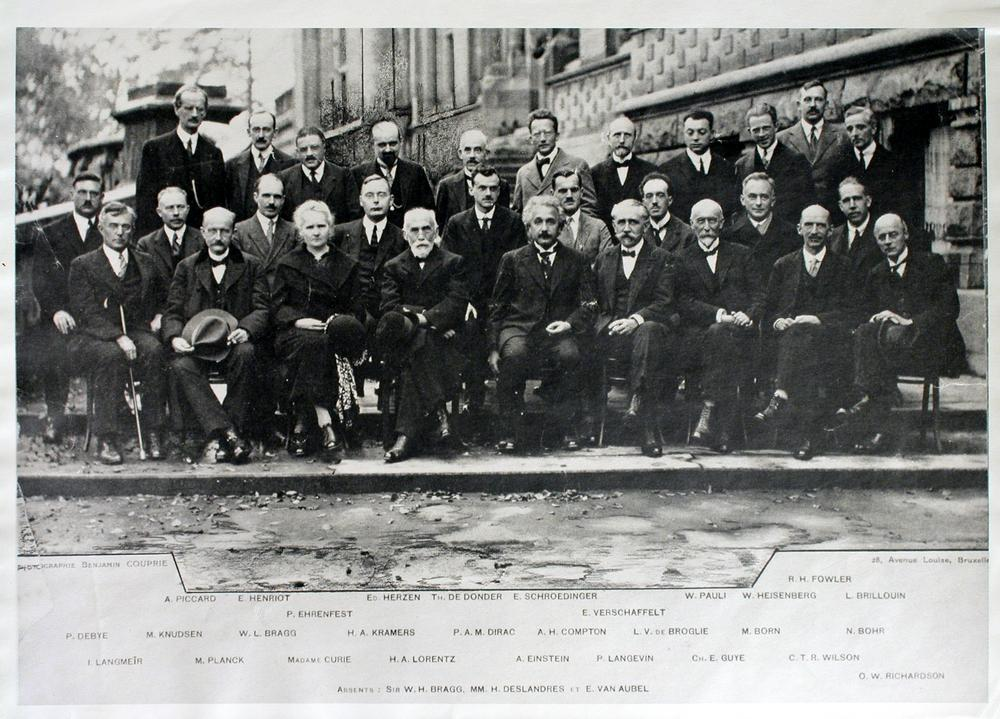 PHOTOGRAPHIE BENJAMIN COUPRIE
28, Avenue Louise, Bruxelle
R. H. FOWLER
A. PICCARD E. HENRIOT ED. HERZEN TH. DE DONDER E. SCHROEDINGER W. PAULI W. HEISENBERG L. BRILLOUIN
P. EHRENFEST E. VERSCHAFFELT
P. DEBYE M. KNUDSEN W. L. BRAGG H. A. KRAMERS P. A. M. DIRAC A. H. COMPTON L. V. DE BROGLIE M. BORN N. BOHR
I. LANGMEÎR M. PLANCK MADAME CURIE H. A. LORENTZ A. EINSTEIN P. LANGEVIN CH. E. GUYE C. T. R. WILSON
O. W. RICHARDSON
ABSENTS : SIR W. H. BRAGG, MM. H. DESLANDRES ET E. VAN AUBEL